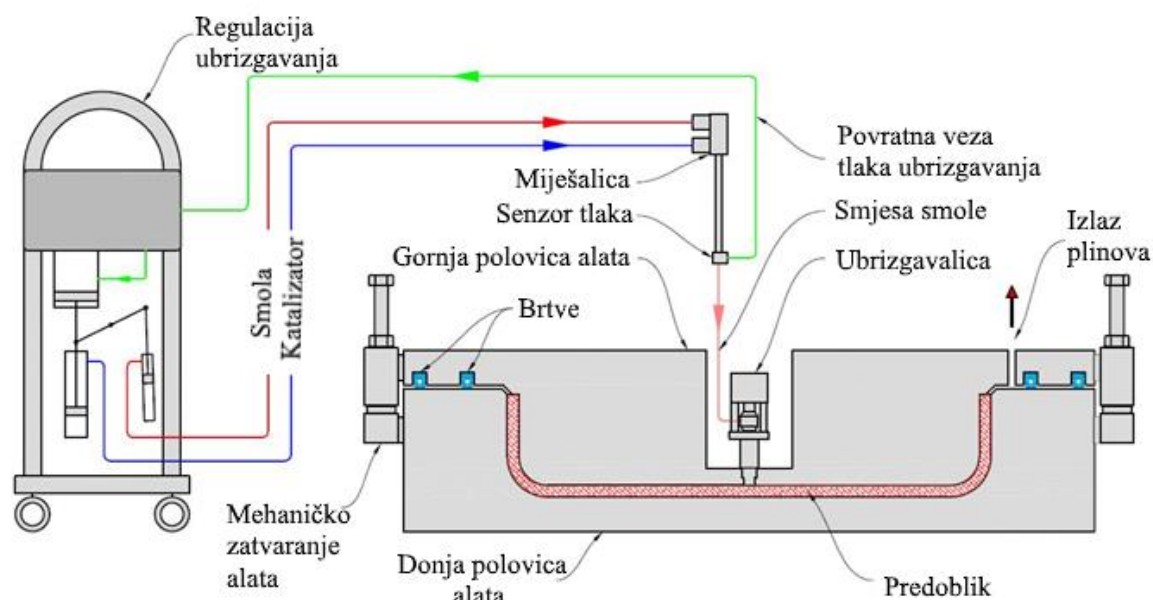 Regulacija
ubrizgavanja
Smola
Katalizator
Miješalica
Senzor tlaka
Gornja polovica alata
Brtve
Povratna veza
tlaka ubrizgavanja
Smjesa smole
Ubrizgavalica
Izlaz
plinova
Mehaničko
zatvaranje
alata
Donja polovica
alata
Predoblik